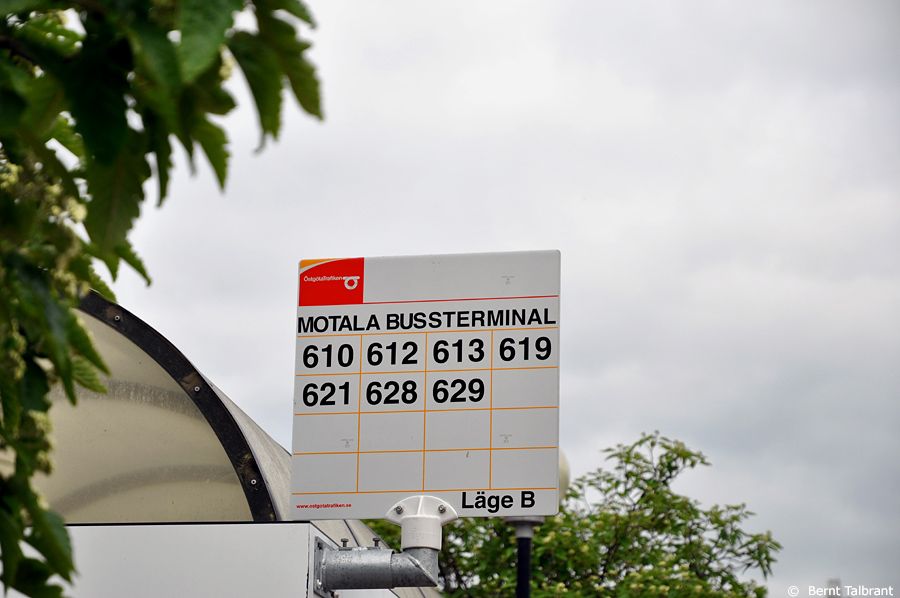 ÖstgötaTrafiken
MOTALA BUSSTERMINAL
610 612 613 619
621 628 629
www.ostgotatrafiken.se
Läge B
© Bernt Talbrant